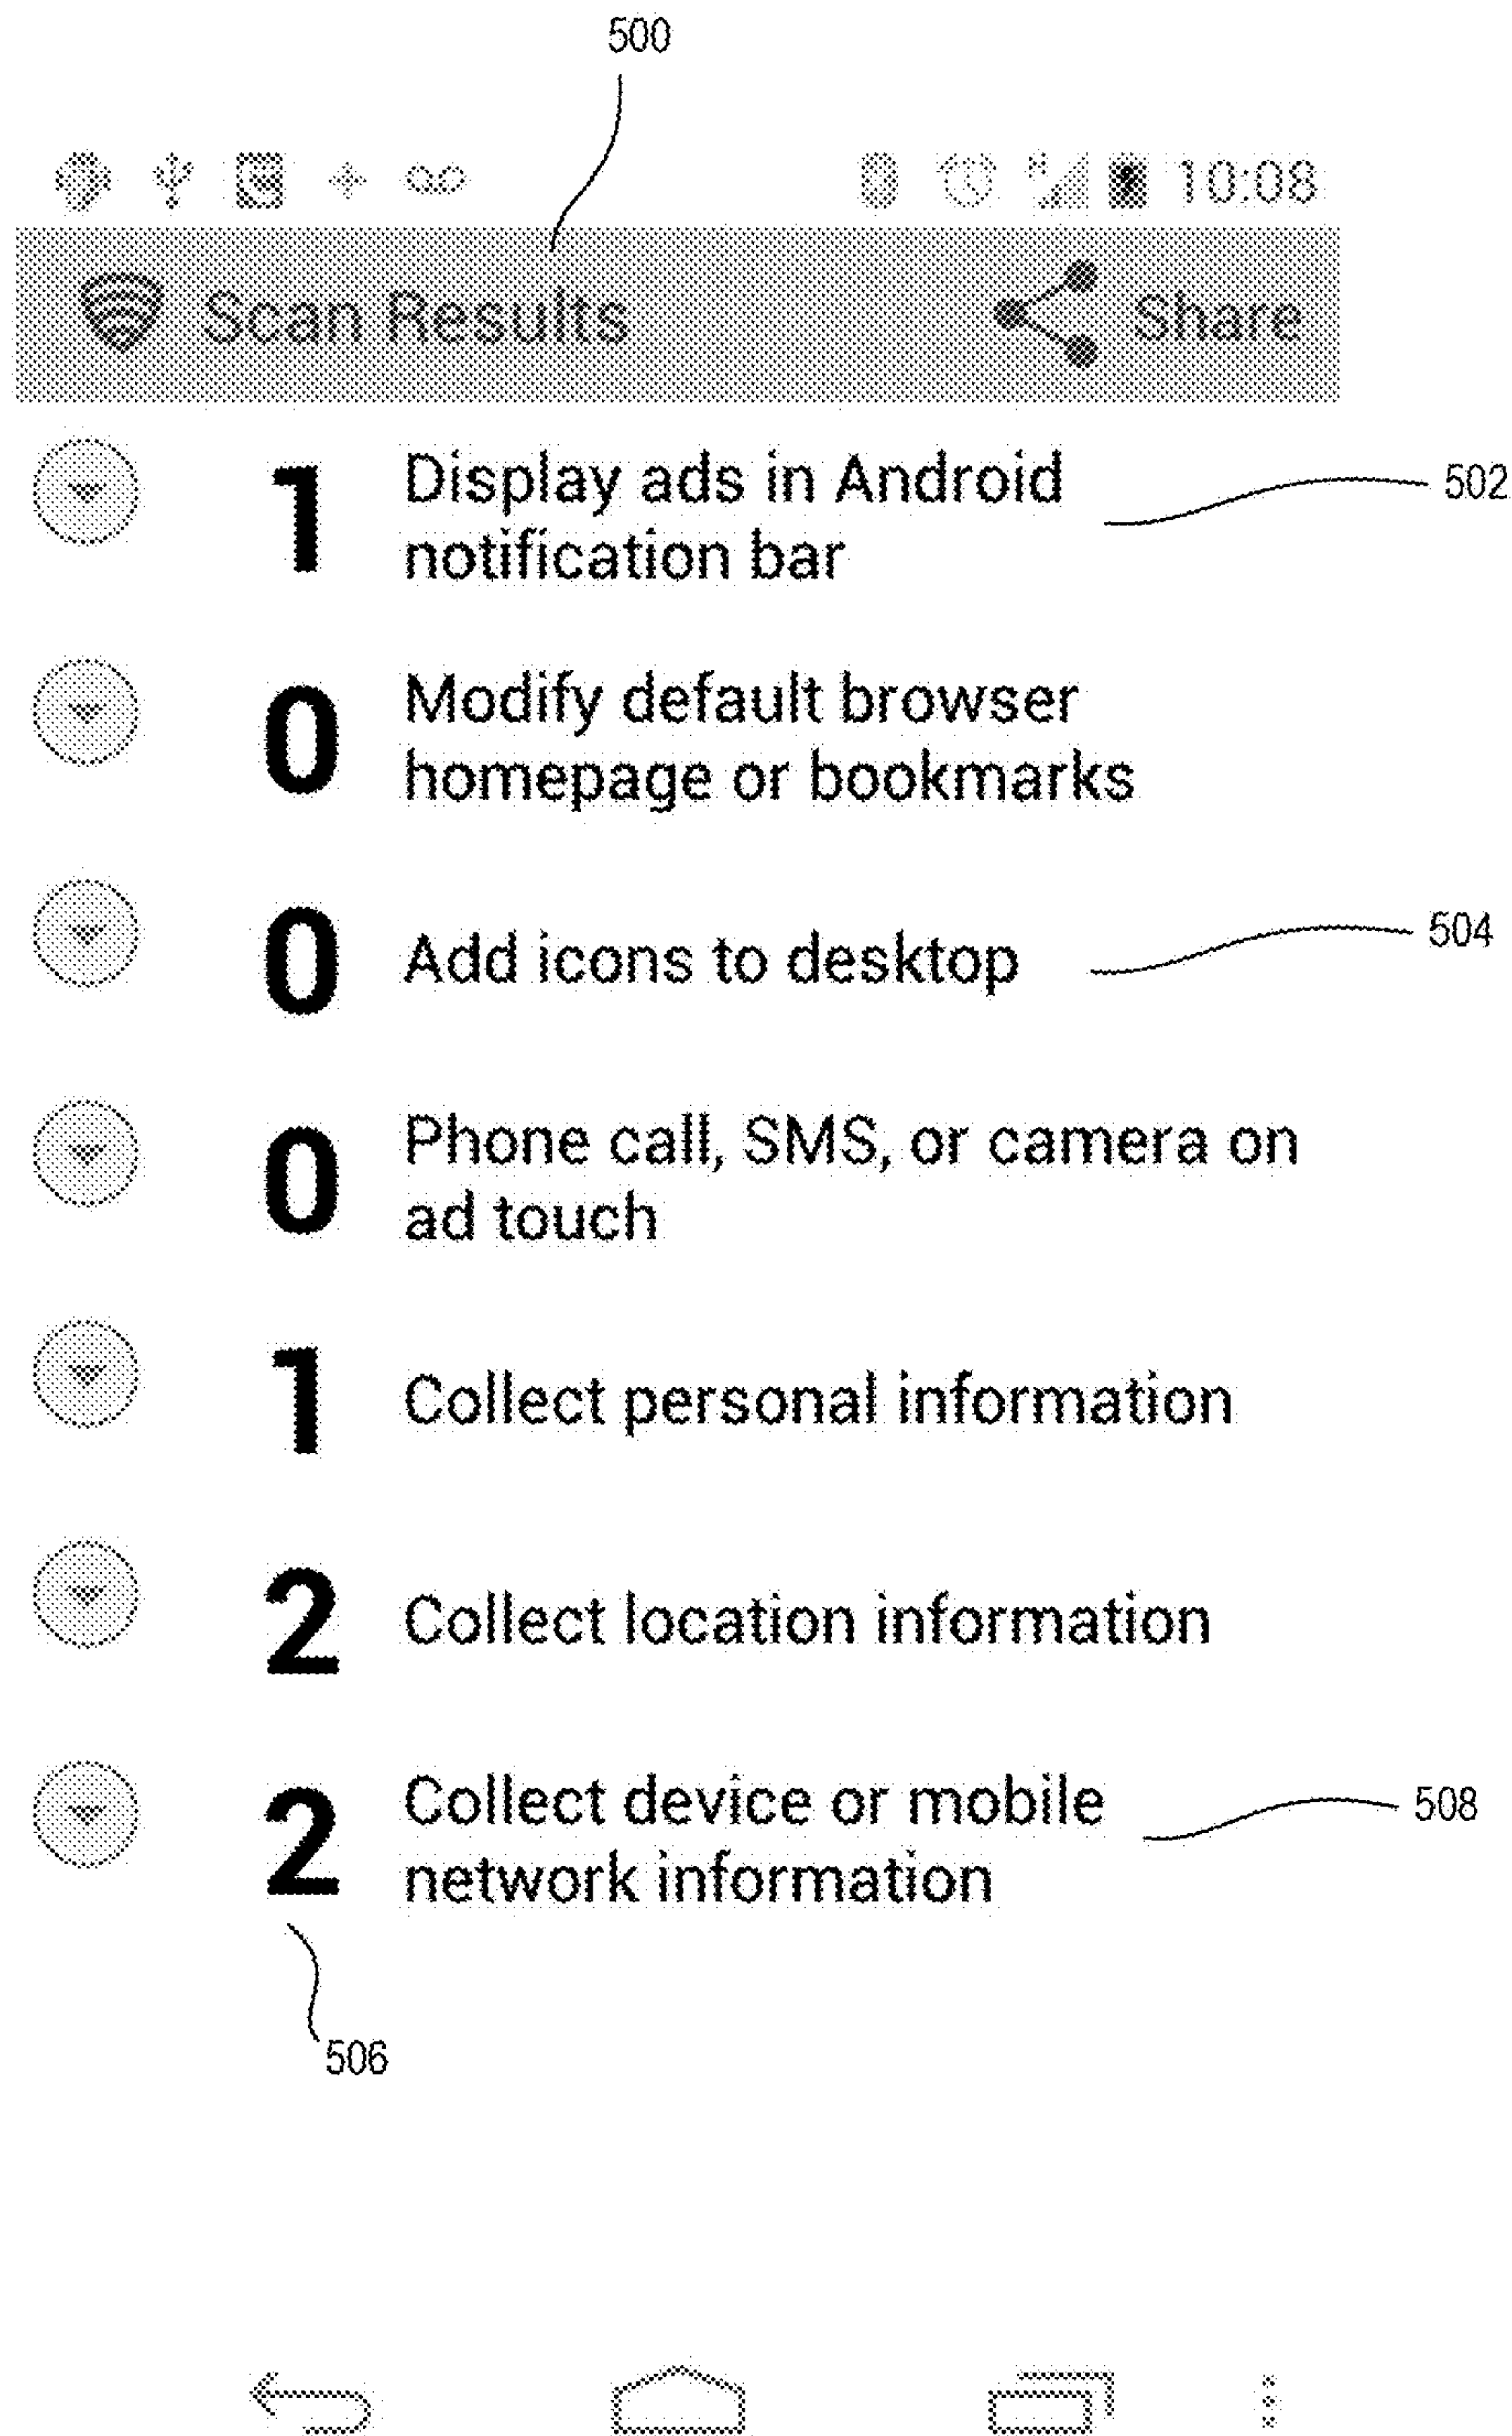 500
10:08
Scan Results Share
1 Display ads in Android
notification bar
502
0 Modify default browser
homepage or bookmarks
0 Add icons to desktop
504
0 Phone call, SMS, or camera on
ad touch
1 Collect personal information
2 Collect location information
2 Collect device or mobile
network information
508
506